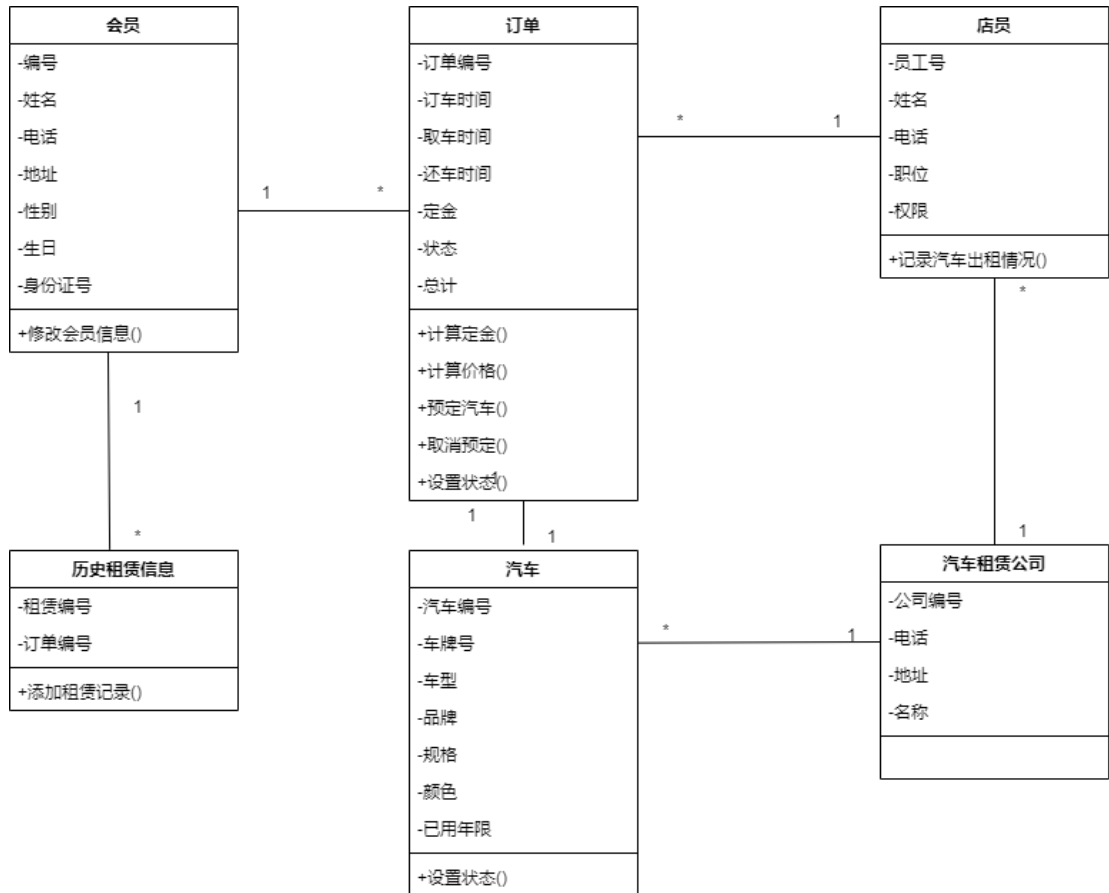 会员
-编号
-姓名
-电话
-地址
-性别
-生日
-身份证号
+修改会员信息()
订单
-订单编号
-订车时间
-取车时间
-还车时间
-定金
-状态
-总计
+计算定金()
+计算价格()
+预定汽车()
+取消预定()
+设置状态()
店员
-员工号
-姓名
-电话
-职位
-权限
+记录汽车出租情况()
1
*
*
1
1
*
1
1
1
*
1
历史租赁信息
-租赁编号
-订单编号
+添加租赁记录()
汽车
-汽车编号
-车牌号
-车型
-品牌
-规格
-颜色
-已用年限
+设置状态()
*
1
汽车租赁公司
-公司编号
-电话
-地址
-名称